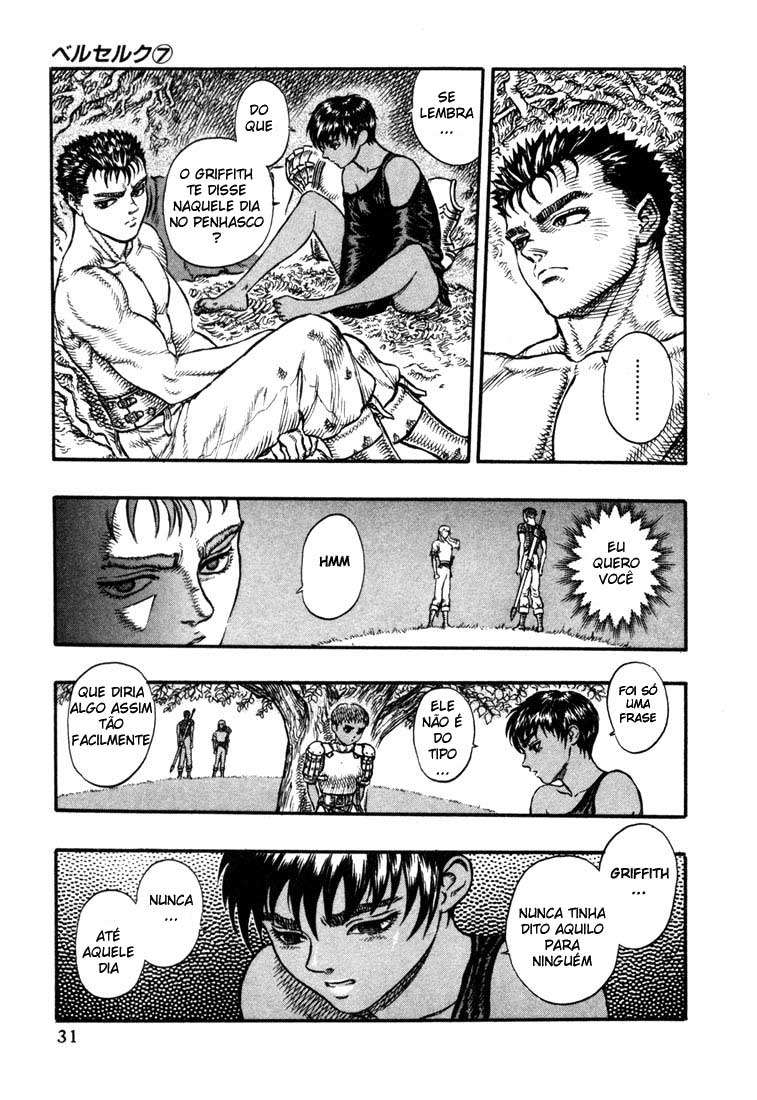 ベルセルク⑦
...........
SE
LEMBRA
...
DO
QUE
O GRIFFITH
TE DISSE
NAQUELE DIA
NO PENHASCO
?
EU
QUERO
VOCÊ
HMM
FOI SÓ
UMA
FRASE
ELE
NÃO É
DO
TIPO
...
QUE DIRIA
ALGO ASSIM
TÃO
FACILMENTE
GRIFFITH
...
NUNCA TINHA
DITO AQUILO
PARA
NINGUÉM
NUNCA
...
ATÉ
AQUELE
DIA
31